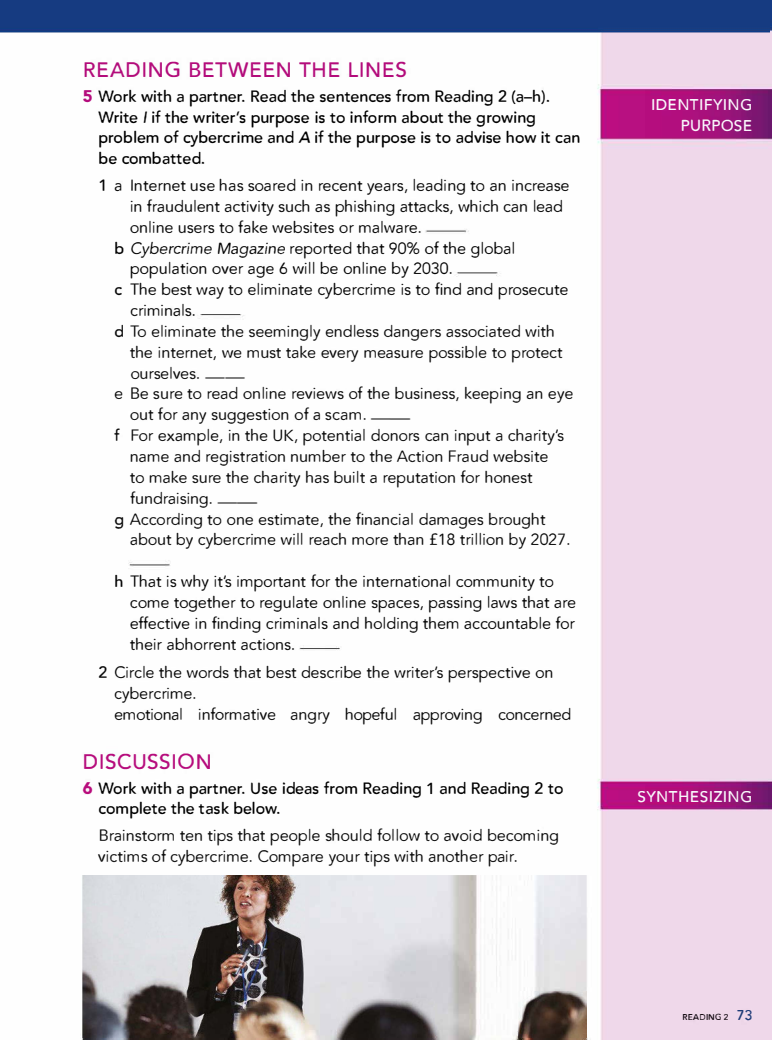 READING BETWEEN THE LINES
5 Work with a partner. Read the sentences from Reading 2 (a–h).
Write I if the writer's purpose is to inform about the growing
problem of cybercrime and A if the purpose is to advise how it can
be combatted.
IDENTIFYING
PURPOSE
1 a Internet use has soared in recent years, leading to an increase
in fraudulent activity such as phishing attacks, which can lead
online users to fake websites or malware. _____
b Cybercrime Magazine reported that 90% of the global
population over age 6 will be online by 2030. _____
c The best way to eliminate cybercrime is to find and prosecute
criminals. _____
d To eliminate the seemingly endless dangers associated with
the internet, we must take every measure possible to protect
ourselves. _____
e Be sure to read online reviews of the business, keeping an eye
out for any suggestion of a scam. _____
f For example, in the UK, potential donors can input a charity's
name and registration number to the Action Fraud website
to make sure the charity has built a reputation for honest
fundraising. _____
g According to one estimate, the financial damages brought
about by cybercrime will reach more than £18 trillion by 2027.
_____
h That is why it's important for the international community to
come together to regulate online spaces, passing laws that are
effective in finding criminals and holding them accountable for
their abhorrent actions. _____
2 Circle the words that best describe the writer's perspective on
cybercrime.
emotional informative angry hopeful approving concerned
DISCUSSION
6 Work with a partner. Use ideas from Reading 1 and Reading 2 to
complete the task below.
SYNTHESIZING
Brainstorm ten tips that people should follow to avoid becoming
victims of cybercrime. Compare your tips with another pair.
READING 2 73